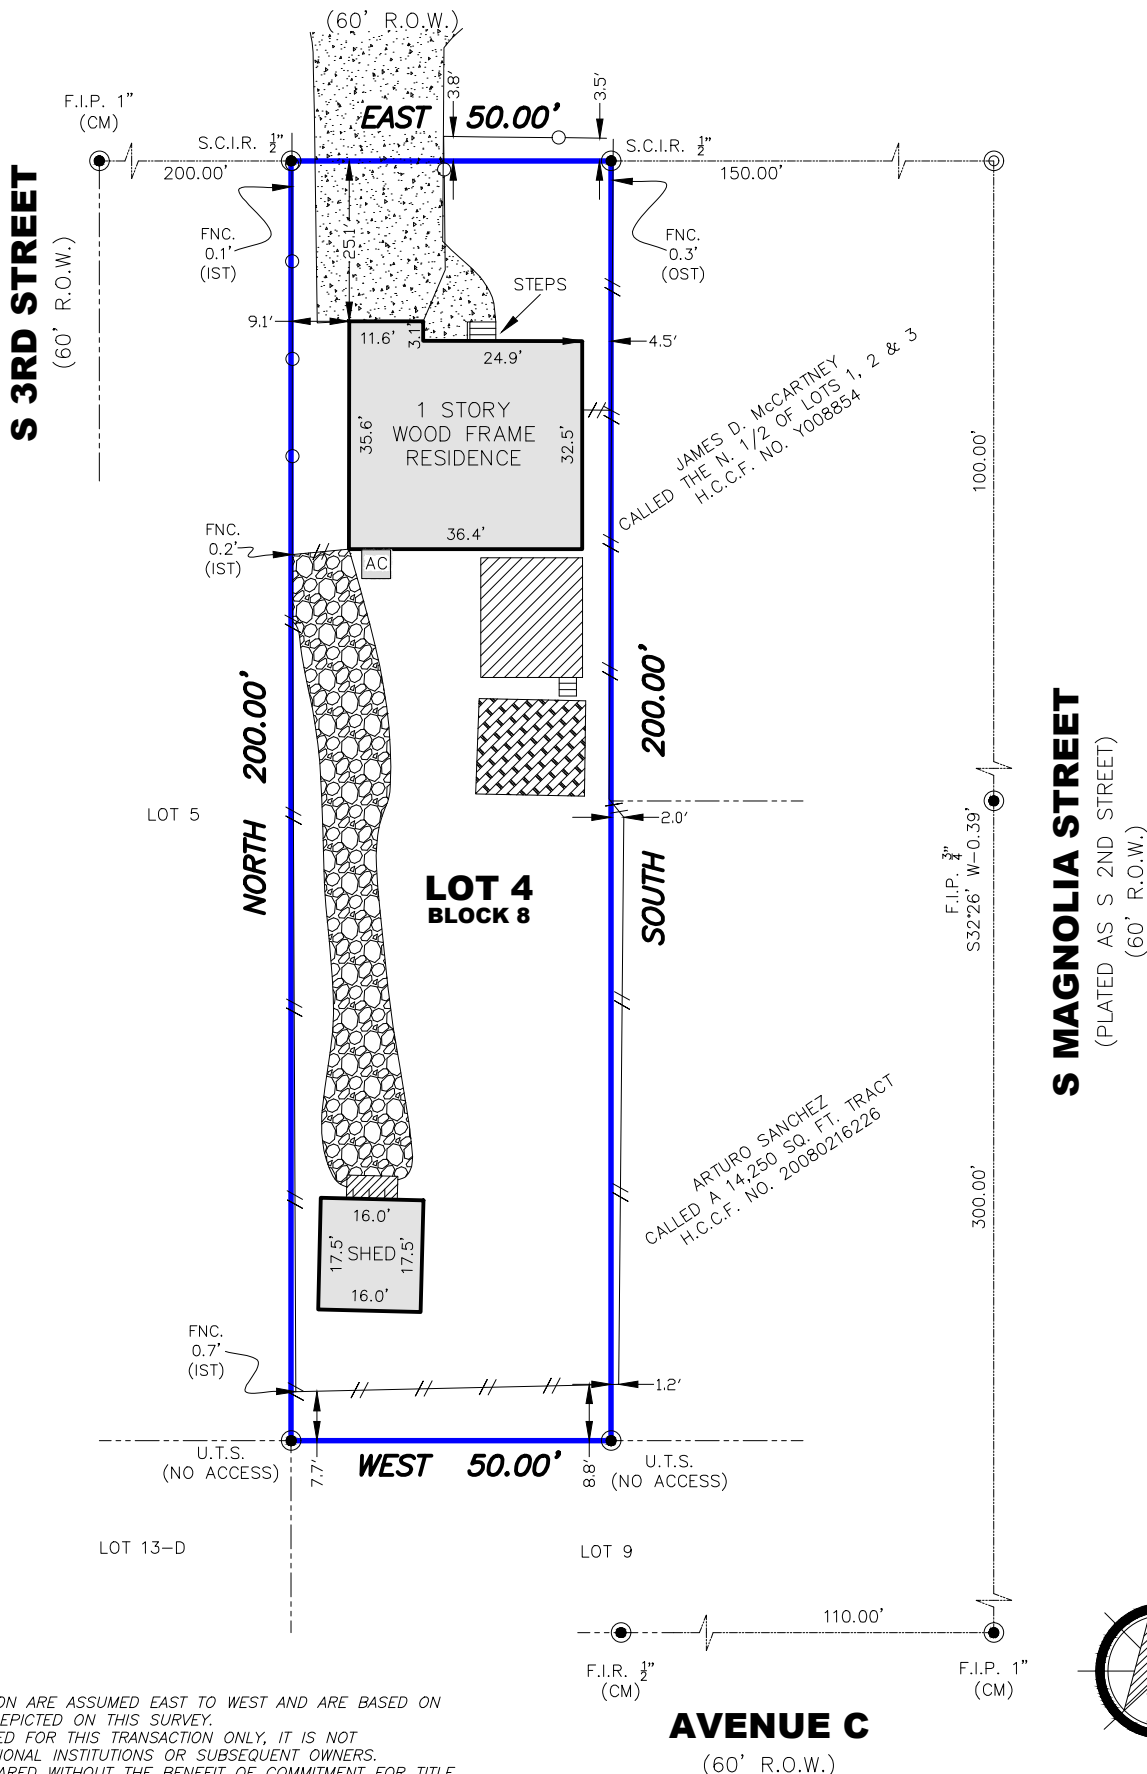 (60' R.O.W.)
3.8'
3.5'
EAST 50.00'
F.I.P. 1"
(CM)
S.C.I.R. ½"
S.C.I.R. ½"
200.00'
150.00'
S 3RD STREET
(60' R.O.W.)
FNC.
0.1'
(IST)
25.1'
FNC.
0.3'
(OST)
STEPS
9.1'
11.6'
3.1'
24.9'
4.5'
1 STORY
WOOD FRAME
RESIDENCE
35.6'
32.5'
36.4'
AC
JAMES D. McCARTNEY
CALLED THE N. 1/2 OF LOTS 1, 2 & 3
H.C.C.F. NO. Y008854
100.00'
FNC.
0.2'
(IST)
NORTH 200.00'
SOUTH 200.00'
LOT 5
2.0'
LOT 4
BLOCK 8
F.I.P. ¾"
S32°26' W-0.39'
S MAGNOLIA STREET
(PLATED AS S 2ND STREET)
(60' R.O.W.)
ARTURO SANCHEZ
CALLED A 14,250 SQ. FT. TRACT
H.C.C.F. NO. 20080216226
300.00'
16.0'
17.5'
SHED
17.5'
16.0'
FNC.
0.7'
(IST)
1.2'
U.T.S.
(NO ACCESS)
7.7'
WEST 50.00'
8.8'
U.T.S.
(NO ACCESS)
LOT 13-D
LOT 9
110.00'
F.I.R. ½"
(CM)
F.I.P. 1"
(CM)
AVENUE C
(60' R.O.W.)
ON ARE ASSUMED EAST TO WEST AND ARE BASED ON
EPICTED ON THIS SURVEY.
ED FOR THIS TRANSACTION ONLY, IT IS NOT
IONAL INSTITUTIONS OR SUBSEQUENT OWNERS.
ARED WITHOUT THE BENEFIT OF COMMITMENT FOR TITLE